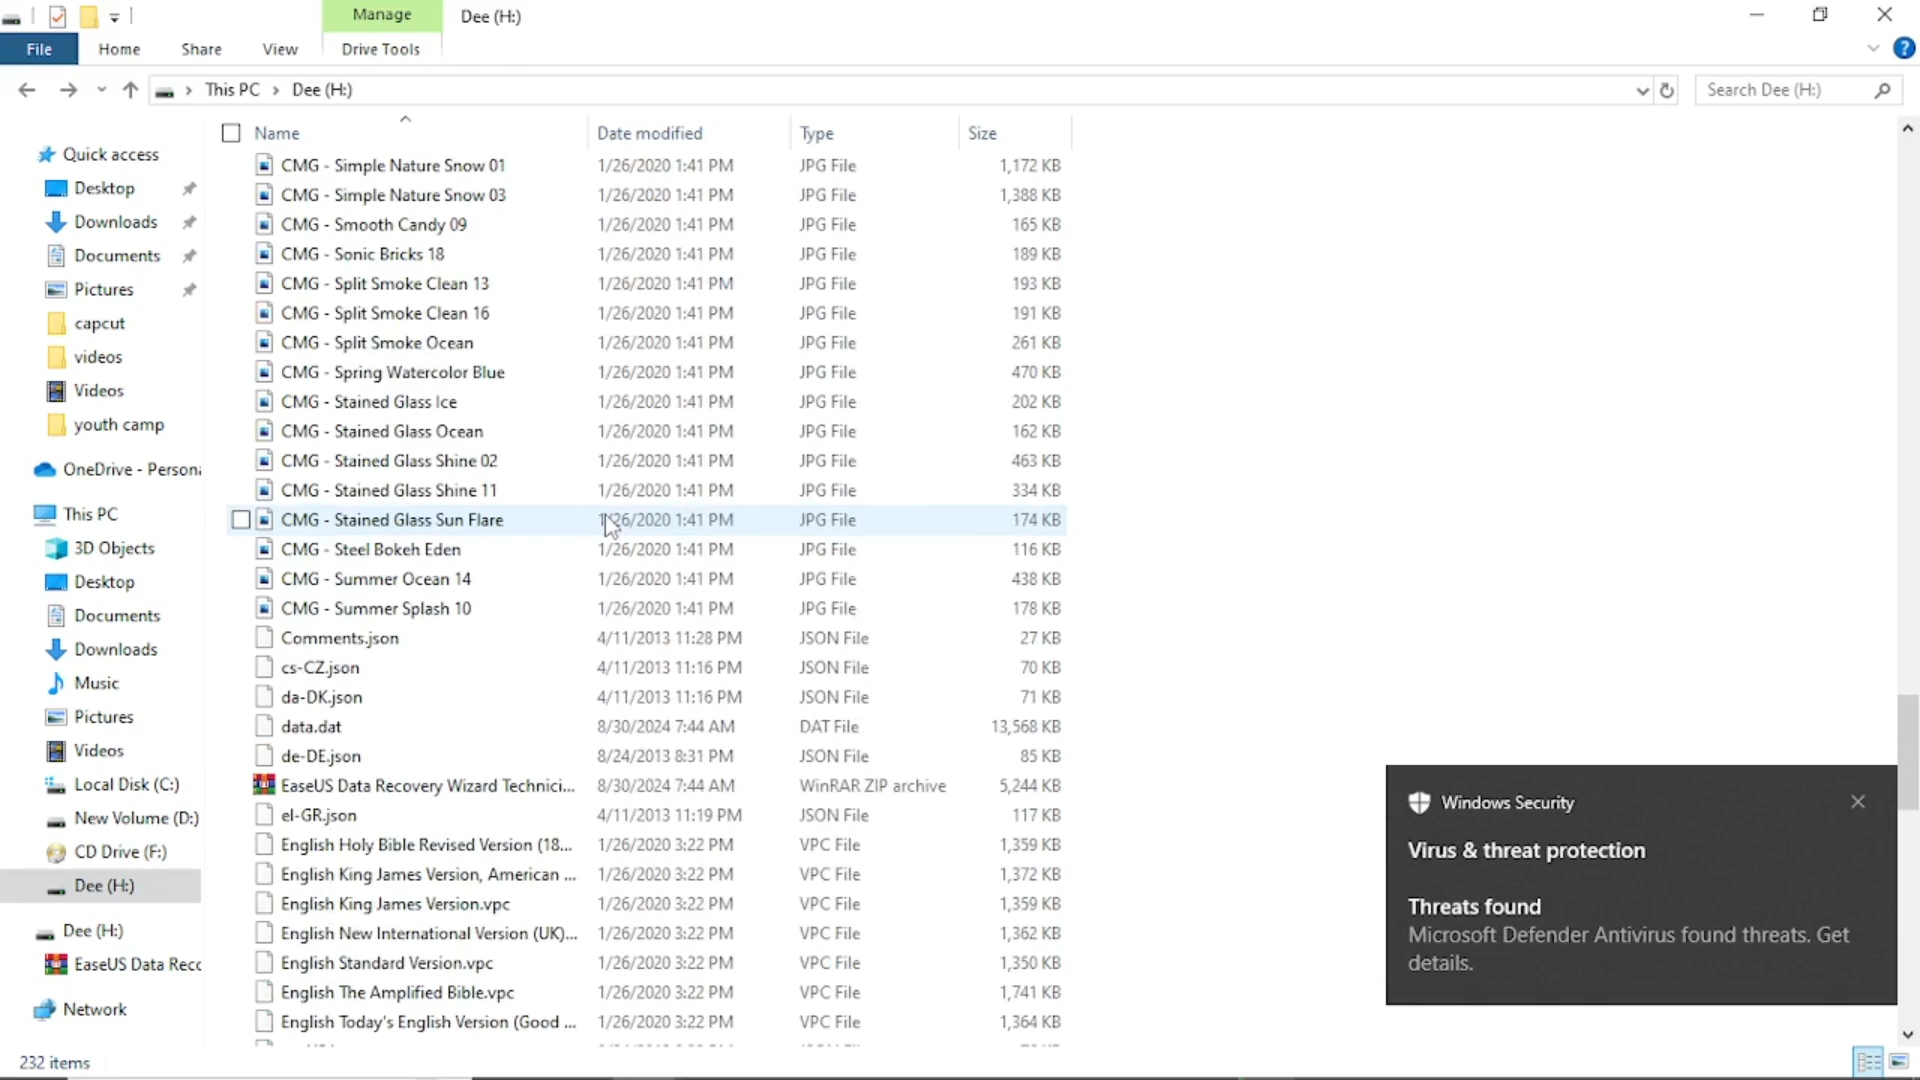 Manage
Dee (H:)
File
Home
Share
View
Drive Tools
This PC
Dee (H:)
Search Dee (H:)
Name
Date modified
Type
Size
Quick access
Desktop
Downloads
Documents
Pictures
capcut
videos
Videos
youth camp
OneDrive - Persona
This PC
3D Objects
Desktop
Documents
Downloads
Music
Pictures
Videos
Local Disk (C:)
New Volume (D:)
CD Drive (F:)
Dee (H:)
Dee (H:)
EaseUS Data Recc
Network
CMG - Simple Nature Snow 01 1/26/2020 1:41 PM JPG File 1,172 KB
CMG - Simple Nature Snow 03 1/26/2020 1:41 PM JPG File 1,388 KB
CMG - Smooth Candy 09 1/26/2020 1:41 PM JPG File 165 KB
CMG - Sonic Bricks 18 1/26/2020 1:41 PM JPG File 189 KB
CMG - Split Smoke Clean 13 1/26/2020 1:41 PM JPG File 193 KB
CMG - Split Smoke Clean 16 1/26/2020 1:41 PM JPG File 191 KB
CMG - Split Smoke Ocean 1/26/2020 1:41 PM JPG File 261 KB
CMG - Spring Watercolor Blue 1/26/2020 1:41 PM JPG File 470 KB
CMG - Stained Glass Ice 1/26/2020 1:41 PM JPG File 202 KB
CMG - Stained Glass Ocean 1/26/2020 1:41 PM JPG File 162 KB
CMG - Stained Glass Shine 02 1/26/2020 1:41 PM JPG File 463 KB
CMG - Stained Glass Shine 11 1/26/2020 1:41 PM JPG File 334 KB
CMG - Stained Glass Sun Flare 1/26/2020 1:41 PM JPG File 174 KB
CMG - Steel Bokeh Eden 1/26/2020 1:41 PM JPG File 116 KB
CMG - Summer Ocean 14 1/26/2020 1:41 PM JPG File 438 KB
CMG - Summer Splash 10 1/26/2020 1:41 PM JPG File 178 KB
Comments.json 4/11/2013 11:28 PM JSON File 27 KB
cs-CZ.json 4/11/2013 11:16 PM JSON File 70 KB
da-DK.json 4/11/2013 11:16 PM JSON File 71 KB
data.dat 8/30/2024 7:44 AM DAT File 13,568 KB
de-DE.json 8/24/2013 8:31 PM JSON File 85 KB
EaseUS Data Recovery Wizard Technici... 8/30/2024 7:44 AM WinRAR ZIP archive 5,244 KB
el-GR.json 4/11/2013 11:19 PM JSON File 117 KB
English Holy Bible Revised Version (18... 1/26/2020 3:22 PM VPC File 1,359 KB
English King James Version, American ... 1/26/2020 3:22 PM VPC File 1,372 KB
English King James Version.vpc 1/26/2020 3:22 PM VPC File 1,359 KB
English New International Version (UK)... 1/26/2020 3:22 PM VPC File 1,362 KB
English Standard Version.vpc 1/26/2020 3:22 PM VPC File 1,350 KB
English The Amplified Bible.vpc 1/26/2020 3:22 PM VPC File 1,741 KB
English Today's English Version (Good ... 1/26/2020 3:22 PM VPC File 1,364 KB
Windows Security
Virus & threat protection
Threats found
Microsoft Defender Antivirus found threats. Get
details.
232 items